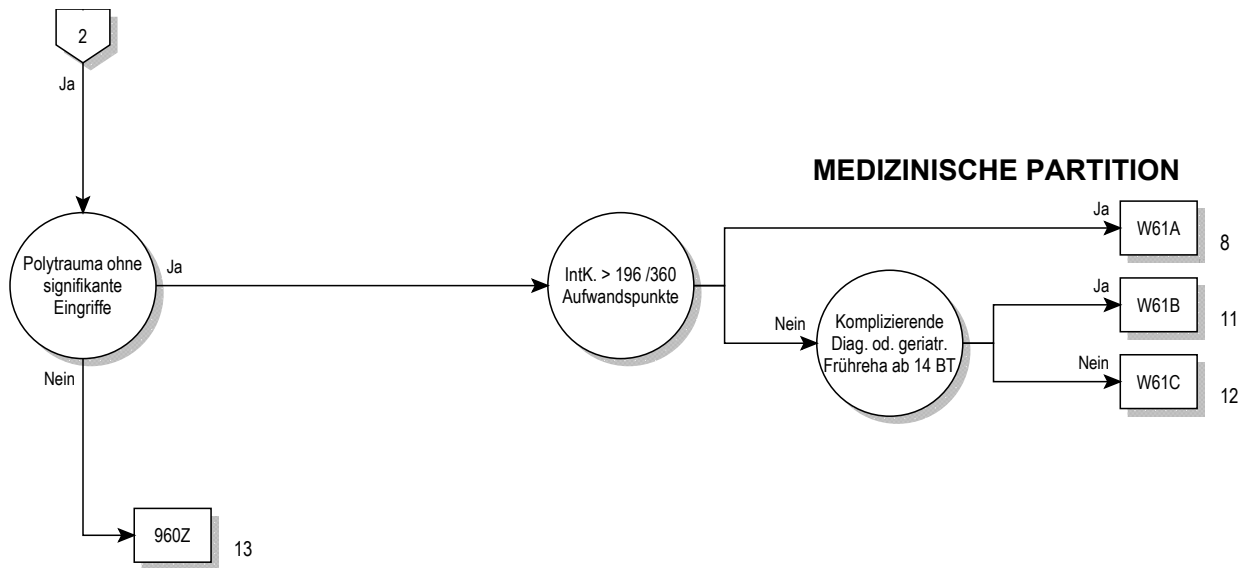 2
Ja
MEDIZINISCHE PARTITION
Polytrauma ohne
signifikante
Eingriffe
Ja
IntK. > 196 /360
Aufwandspunkte
Ja
W61A
8
Nein
Komplizierende
Diag. od. geriatr.
Frühreha ab 14 BT
Ja
W61B
11
Nein
W61C
12
Nein
960Z
13